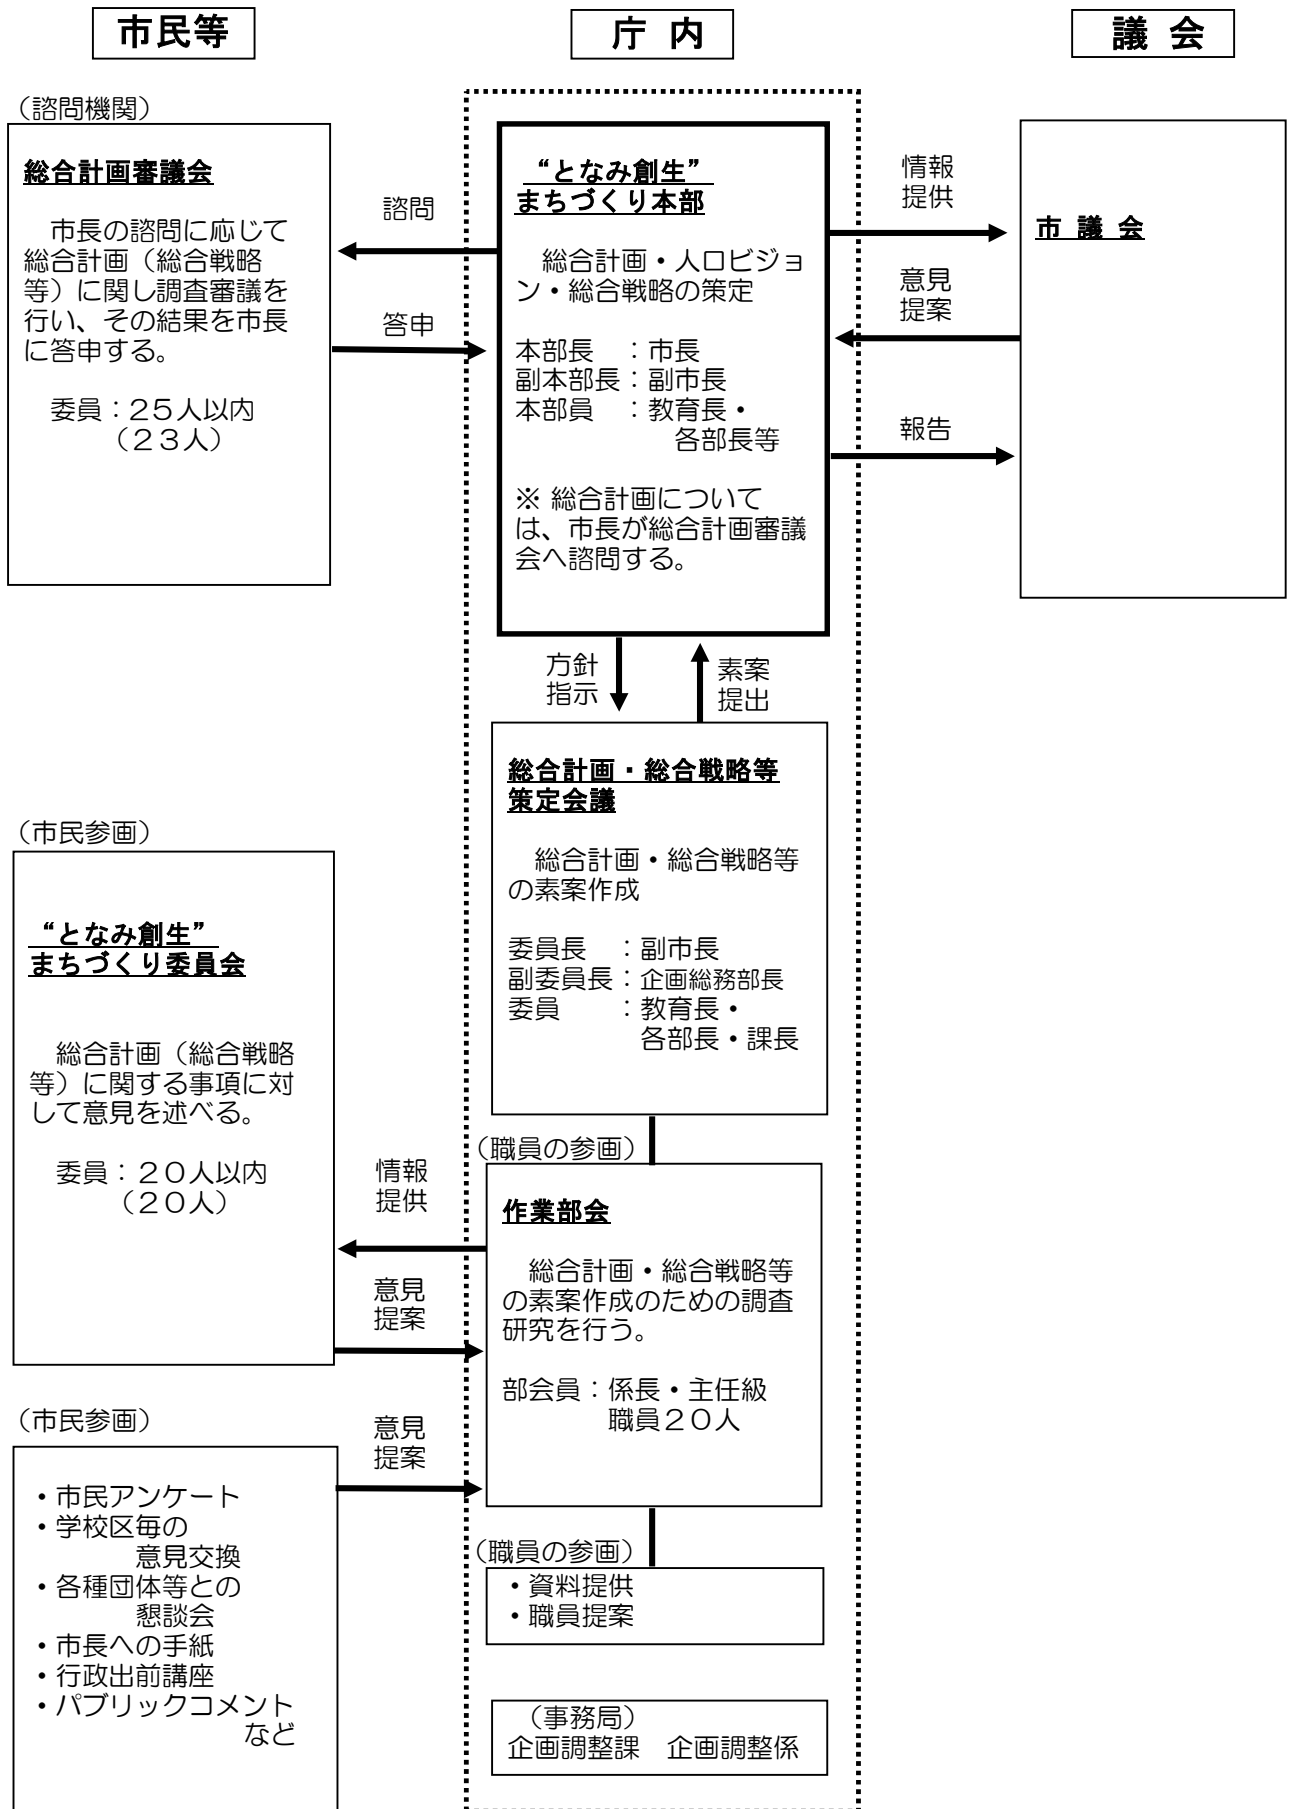 市民等
庁 内
議 会
（諮問機関）
総合計画審議会
市長の諮問に応じて
総合計画（総合戦略
等）に関し調査審議を
行い、その結果を市長
に答申する。
委員：２５人以内
（２３人）
諮問
答申
“となみ創生”
まちづくり本部
総合計画・人口ビジョ
ン・総合戦略の策定
本部長　：市長
副本部長：副市長
本部員　：教育長・
各部長等
※ 総合計画について
は、市長が総合計画審議
会へ諮問する。
情報
提供
意見
提案
報告
市 議 会
方針
指示
素案
提出
総合計画・総合戦略等
策定会議
総合計画・総合戦略等
の素案作成
委員長　：副市長
副委員長：企画総務部長
委員　　：教育長・
各部長・課長
（市民参画）
“となみ創生”
まちづくり委員会
総合計画（総合戦略
等）に関する事項に対
して意見を述べる。
委員：２０人以内
（２０人）
情報
提供
意見
提案
（職員の参画）
作業部会
総合計画・総合戦略等
の素案作成のための調査
研究を行う。
部会員：係長・主任級
職員２０人
（市民参画）
・市民アンケート
・学校区毎の
意見交換
・各種団体等との
懇談会
・市長への手紙
・行政出前講座
・パブリックコメント
など
意見
提案
（職員の参画）
・資料提供
・職員提案
（事務局）
企画調整課　企画調整係